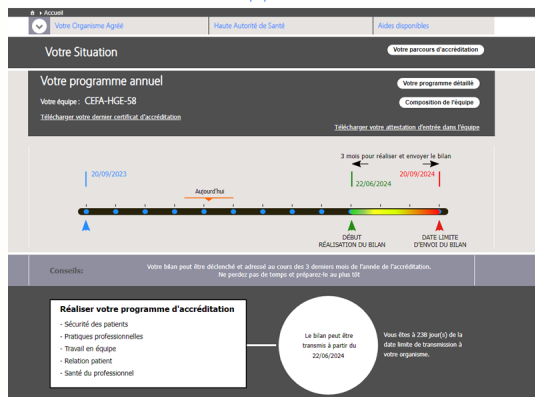 Accueil
Votre Organisme Agréé
Haute Autorité de Santé
Aides disponibles
Votre Situation
Votre parcours d'accréditation
Votre programme annuel
Votre programme détaillé
Votre équipe : CEFA-HGE-58
Composition de l'équipe
Télécharger votre dernier certificat d'accréditation
Télécharger votre attestation d'entrée dans l'équipe
3 mois pour réaliser et envoyer le bilan
20/09/2023
20/09/2024
22/06/2024
Aujourd'hui
DÉBUT
RÉALISATION DU BILAN
DATE LIMITE
D'ENVOI DU BILAN
Conseils:
Votre bilan peut être déclenché et adressé au cours des 3 derniers mois de l'année de l'accréditation.
Ne perdez pas de temps et préparez-le au plus tôt
Réaliser votre programme d'accréditation
- Sécurité des patients
- Pratiques professionnelles
- Travail en équipe
- Relation patient
- Santé du professionnel
Le bilan peut être
transmis à partir du
22/06/2024
Vous êtes à 238 jour(s) de la
date limite de transmission à
votre organisme.